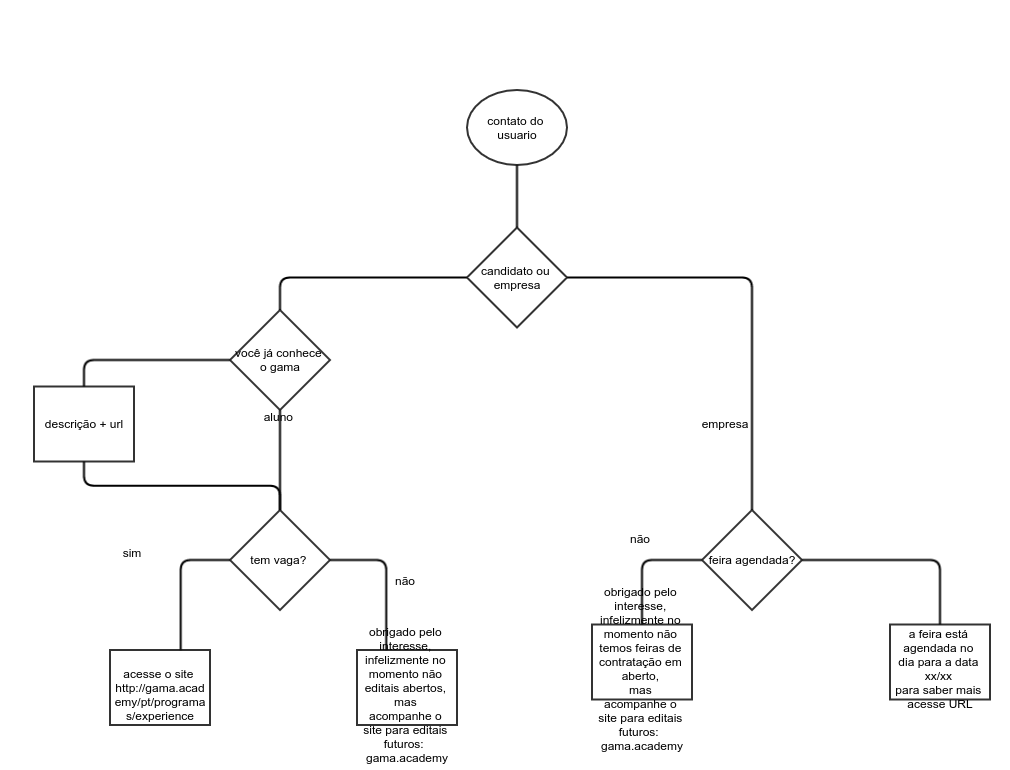 contato do
usuario
candidato ou
empresa
você já conhece
o gama
aluno
descrição + url
empresa
sim
tem vaga?
não
não
feira agendada?
acesse o site
http://gama.acad
emy/pt/programa
s/experience
obrigado pelo
interesse,
infelizmente no
momento não
editais abertos,
mas
acompanhe o
site para editais
futuros:
gama.academy
obrigado pelo
interesse,
infelizmente no
momento não
temos feiras de
contratação em
aberto,
mas
acompanhe o
site para editais
futuros:
gama.academy
a feira está
agendada no
dia para a data
xx/xx
para saber mais
acesse URL